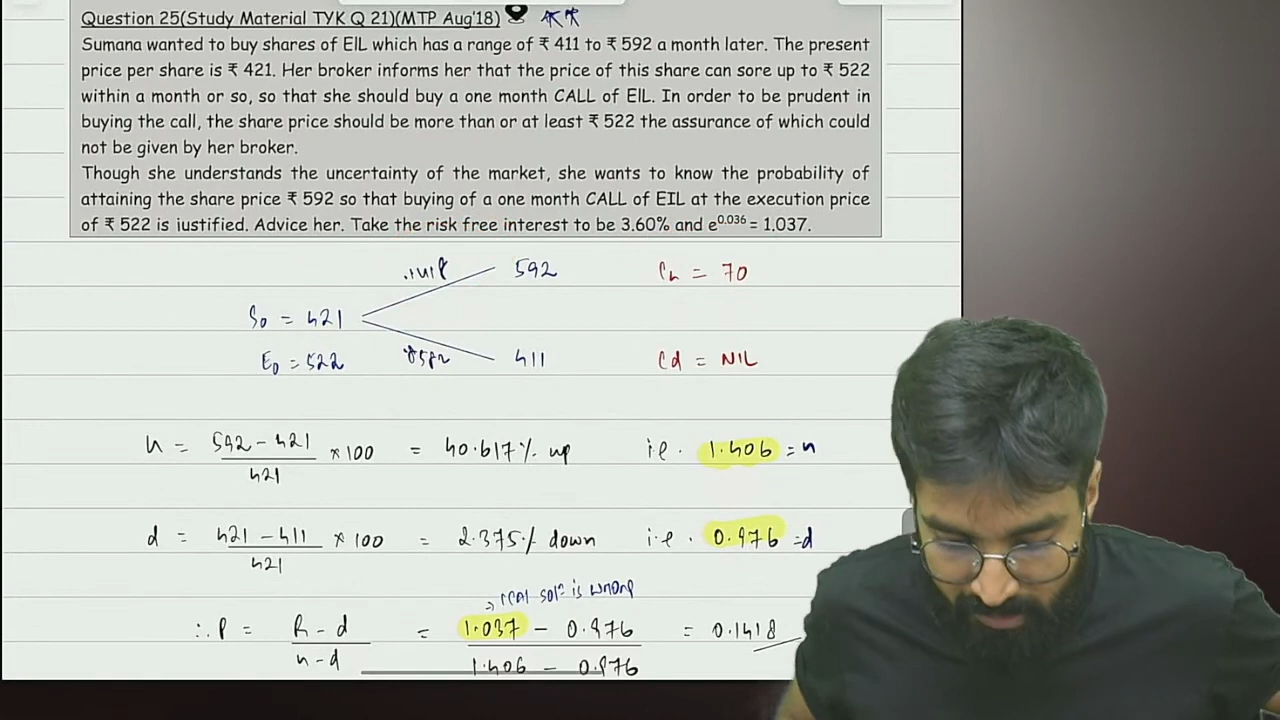 Question 25(Study Material TYK Q 21)(MTP Aug'18)
Sumana wanted to buy shares of EIL which has a range of ₹ 411 to ₹ 592 a month later. The present
price per share is ₹ 421. Her broker informs her that the price of this share can sore up to ₹ 522
within a month or so, so that she should buy a one month CALL of EIL. In order to be prudent in
buying the call, the share price should be more than or at least ₹ 522 the assurance of which could
not be given by her broker.
Though she understands the uncertainty of the market, she wants to know the probability of
attaining the share price ₹ 592 so that buying of a one month CALL of EIL at the execution price
of ₹ 522 is justified. Advice her. Take the risk free interest to be 3.60% and e^0.036 = 1.037.
.1418 592 Cu = 70
S0 = 421
E0 = 522 411 Cd = NIL
u = 592 - 421 / 421 × 100 = 40.617% up i.e. 1.406 = u
d = 421 - 411 / 421 × 100 = 2.375% down i.e. 0.976 = d
→ real soln is wrong
∴ P = R - d / u - d = 1.037 - 0.976 / 1.406 - 0.976 = 0.1418